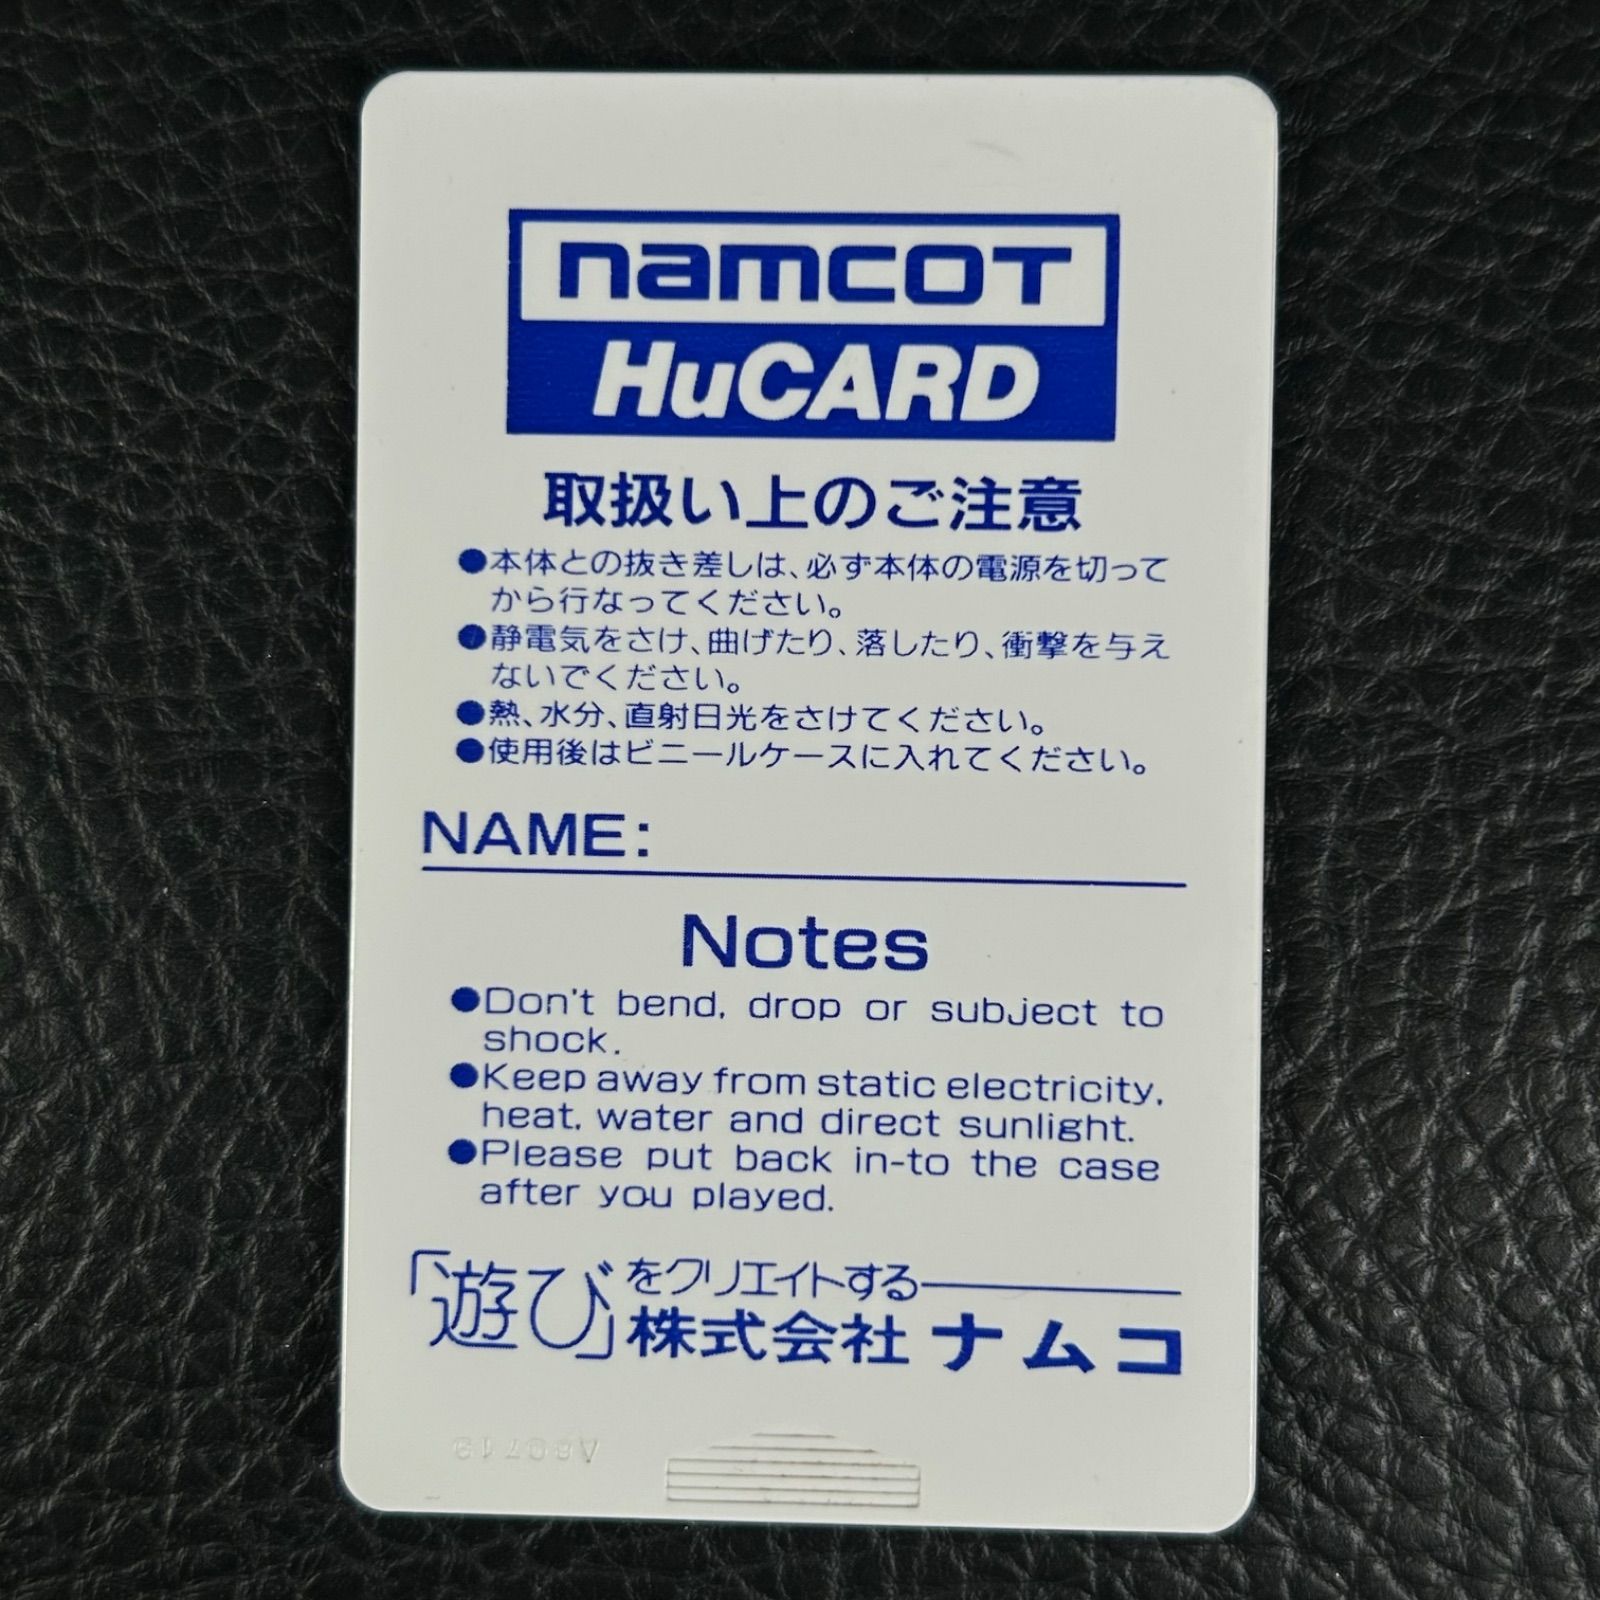 namcoT
HuCARD
取扱い上のご注意
●本体との抜き差しは、必ず本体の電源を切って
から行なってください。
●静電気をさけ、曲げたり、落したり、衝撃を与え
ないでください。
●熱、水分、直射日光をさけてください。
●使用後はビニールケースに入れてください。
NAME:
Notes
●Don't bend, drop or subject to
shock.
●Keep away from static electricity,
heat, water and direct sunlight.
●Please put back in-to the case
after you played.
「遊び」をクリエイトする
株式会社ナムコ